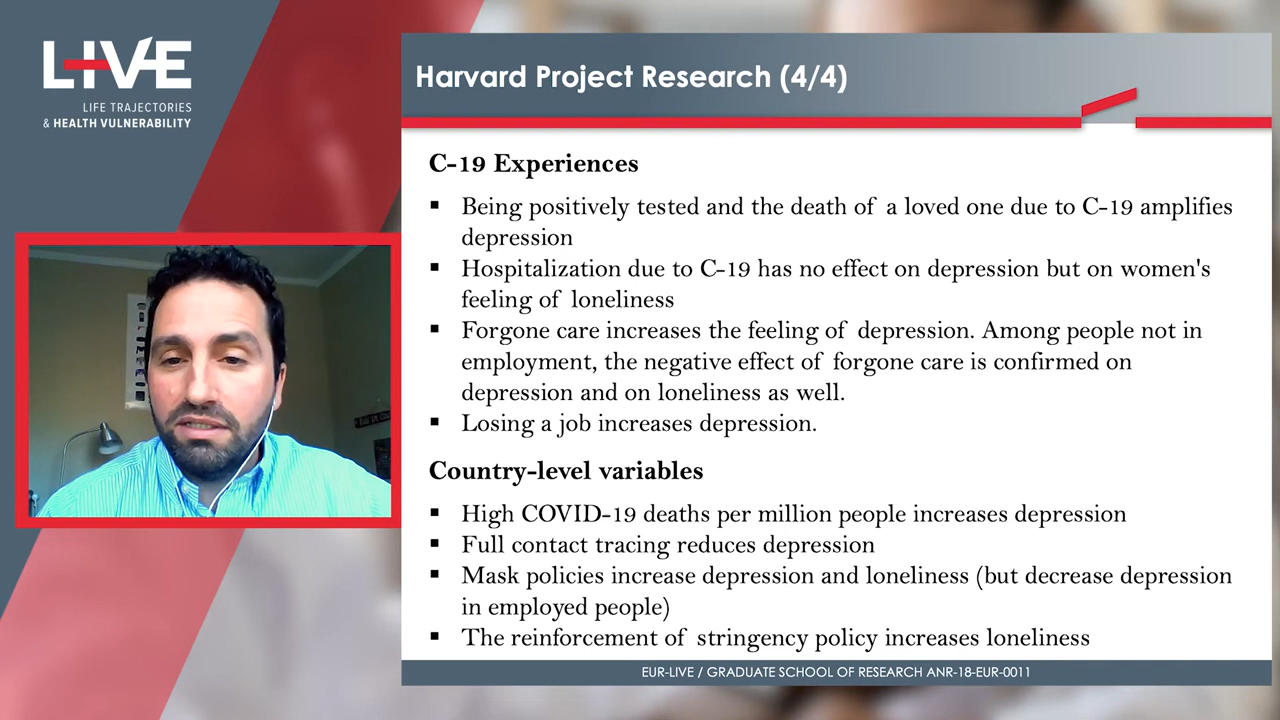 LIVE
LIFE TRAJECTORIES
& HEALTH VULNERABILITY
Harvard Project Research (4/4)
C-19 Experiences
▪ Being positively tested and the death of a loved one due to C-19 amplifies
depression
▪ Hospitalization due to C-19 has no effect on depression but on women's
feeling of loneliness
▪ Forgone care increases the feeling of depression. Among people not in
employment, the negative effect of forgone care is confirmed on
depression and on loneliness as well.
▪ Losing a job increases depression.
Country-level variables
▪ High COVID-19 deaths per million people increases depression
▪ Full contact tracing reduces depression
▪ Mask policies increase depression and loneliness (but decrease depression
in employed people)
▪ The reinforcement of stringency policy increases loneliness
EUR-LIVE / GRADUATE SCHOOL OF RESEARCH ANR-18-EUR-0011